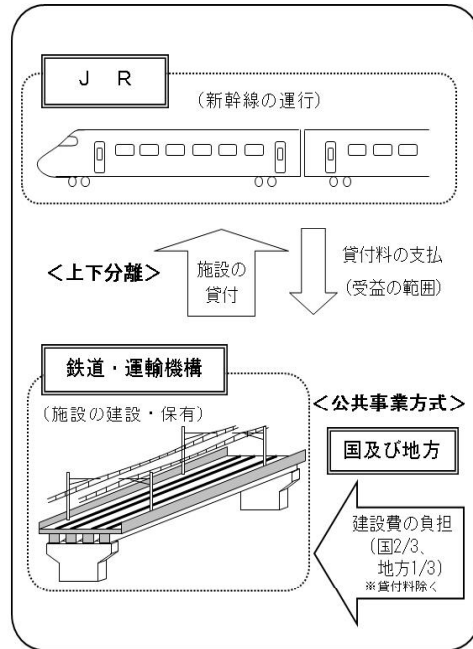 ＪＲ
（新幹線の運行）
＜上下分離＞
施設の
貸付
貸付料の支払
（受益の範囲）
鉄道・運輸機構
（施設の建設・保有）
＜公共事業方式＞
国及び地方
建設費の負担
（国2/3、
地方1/3）
※貸付料除く